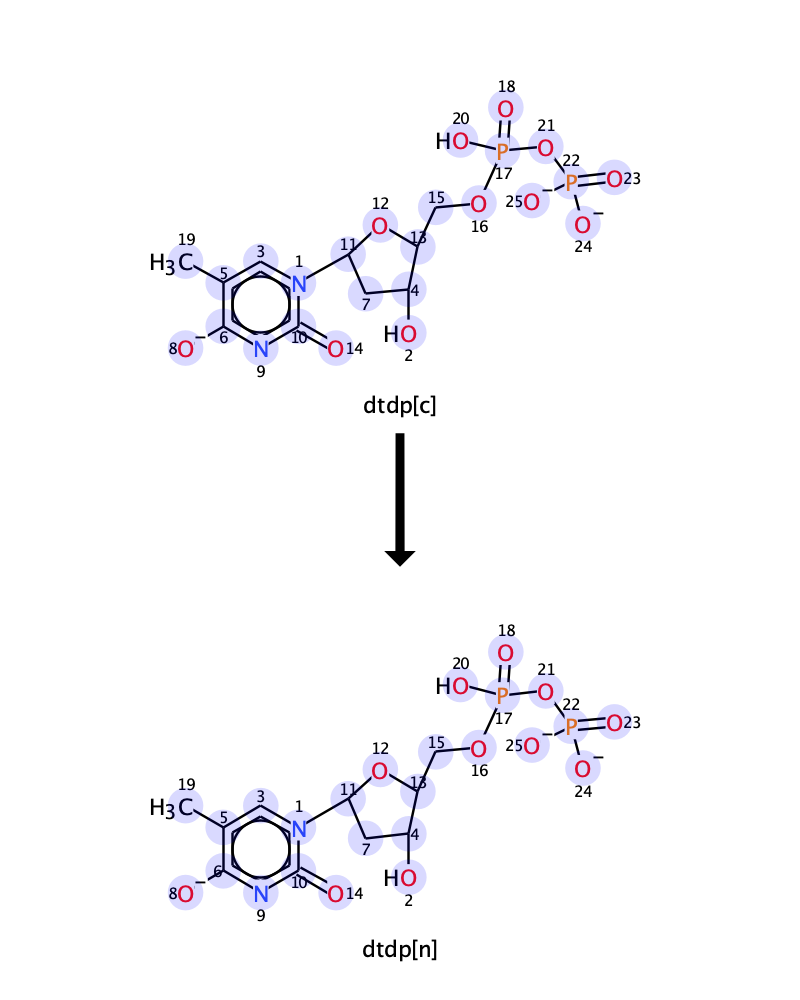 18
20
O
21
HO
P
O
22
17
P
O23
15
25O⁻
12
O
O⁻
16
24
O
19
11
13
3
1
H₃C
5
N
7
4
8O⁻
6
10
HO
N
O14
2
9
dtdp[c]
18
20
O
21
HO
P
O
22
17
P
O23
15
25O⁻
12
O
O⁻
16
24
O
19
11
13
3
1
H₃C
5
N
7
4
8O⁻
6
10
HO
N
O14
2
9
dtdp[n]